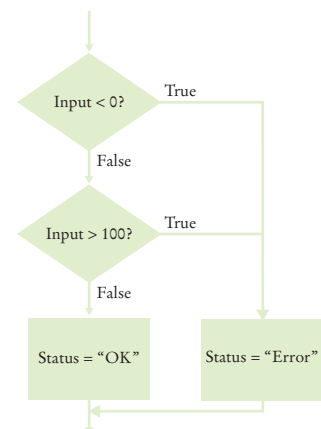 Input < 0?
True
False
Input > 100?
True
False
Status = “OK”
Status = “Error”